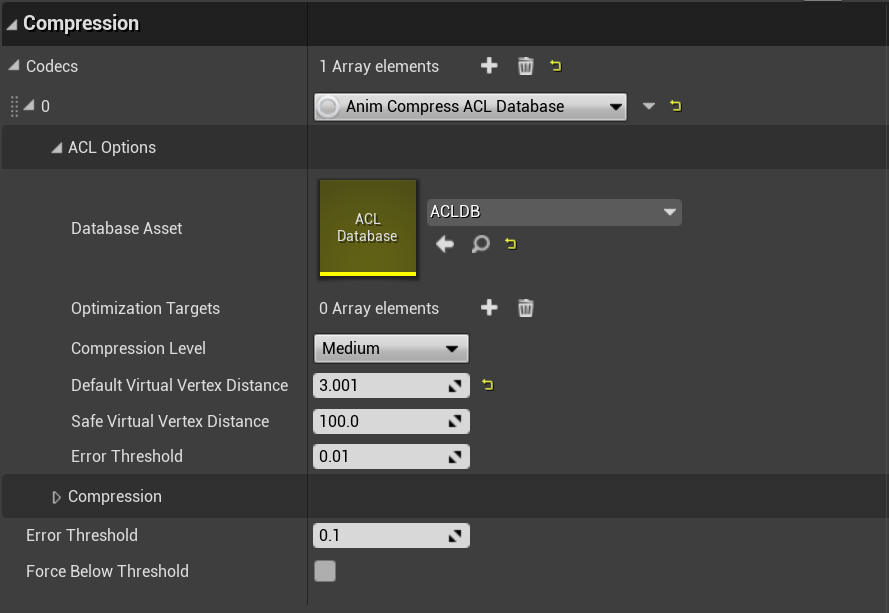 Compression
Codecs
1 Array elements
0
Anim Compress ACL Database
ACL Options
Database Asset
ACL
Database
ACLDB
Optimization Targets
0 Array elements
Compression Level
Medium
Default Virtual Vertex Distance
3.001
Safe Virtual Vertex Distance
100.0
Error Threshold
0.01
Compression
Error Threshold
0.1
Force Below Threshold